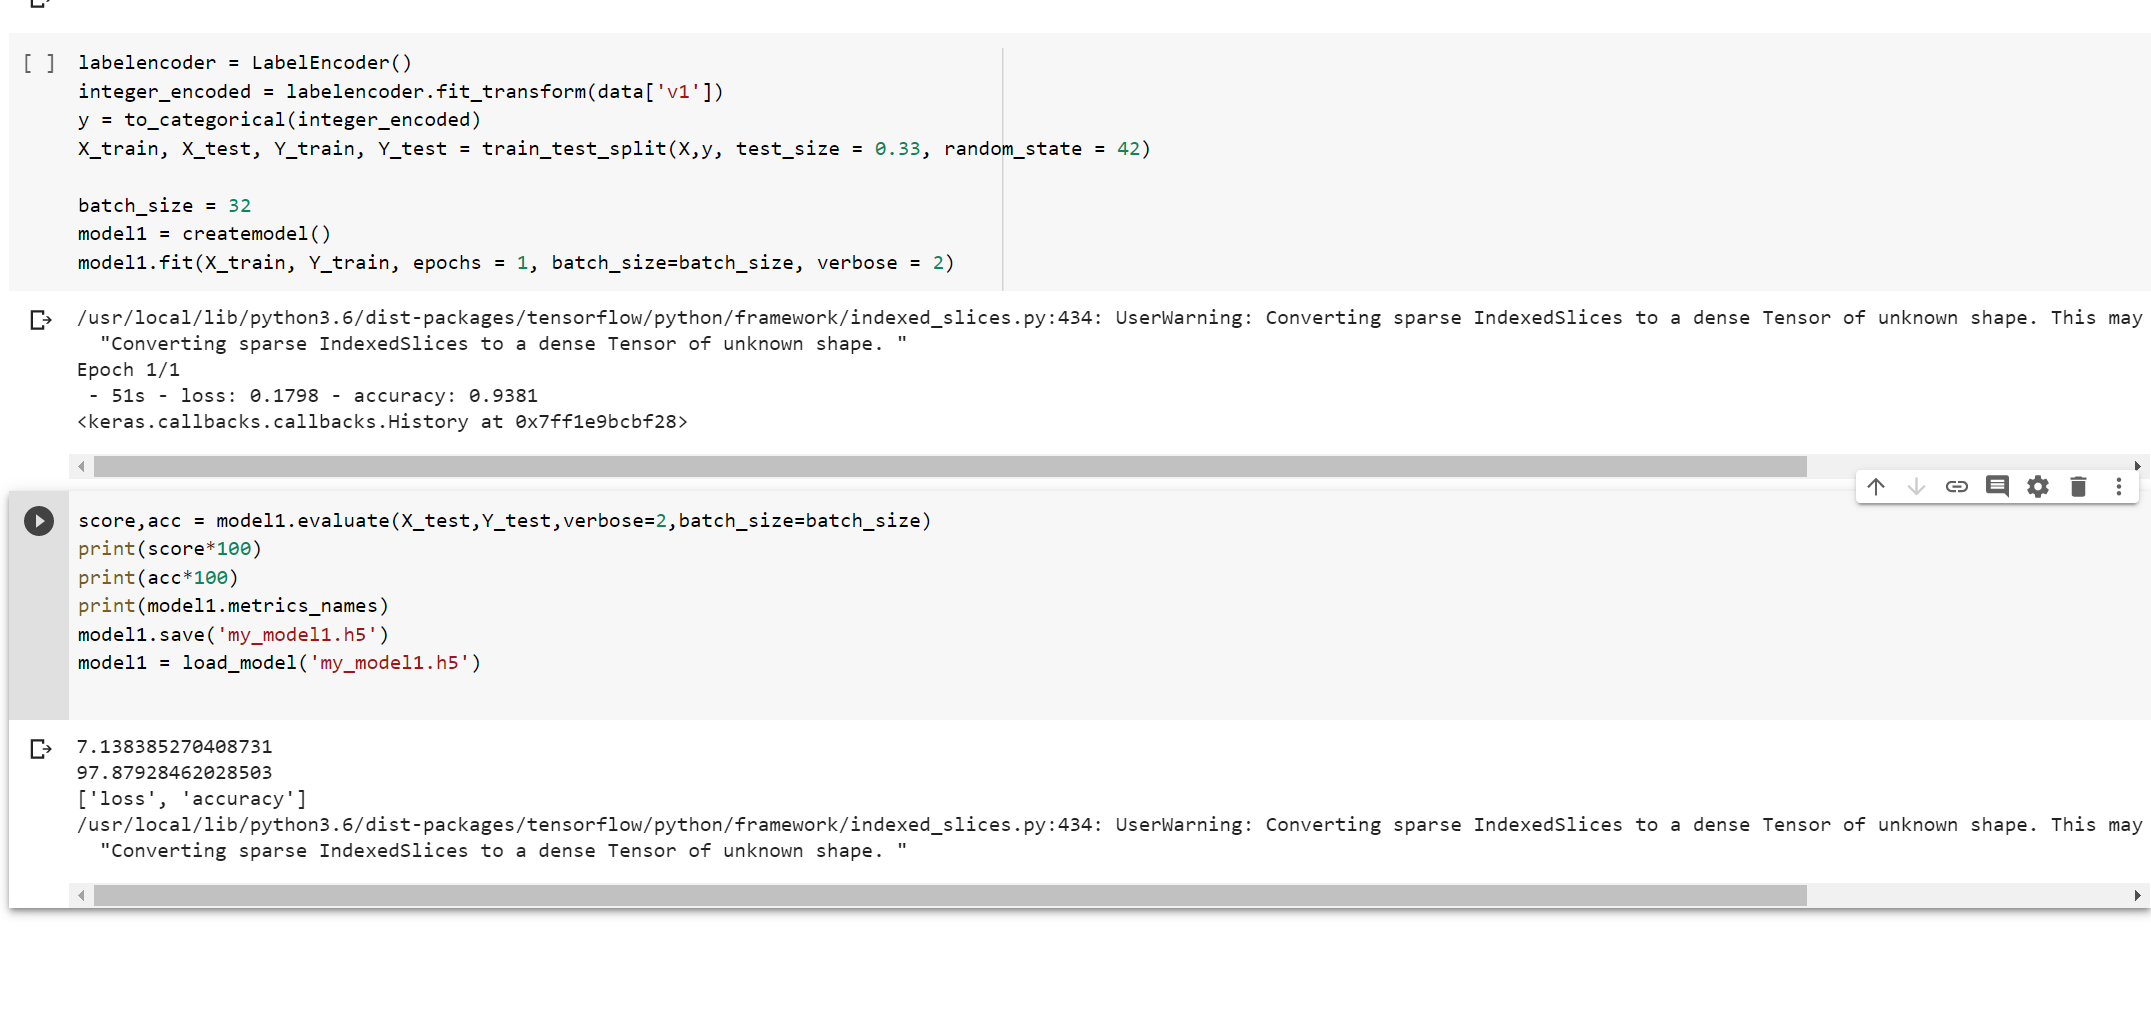 [ ] labelencoder = LabelEncoder()
integer_encoded = labelencoder.fit_transform(data['v1'])
y = to_categorical(integer_encoded)
X_train, X_test, Y_train, Y_test = train_test_split(X,y, test_size = 0.33, random_state = 42)
batch_size = 32
model1 = createmodel()
model1.fit(X_train, Y_train, epochs = 1, batch_size=batch_size, verbose = 2)
/usr/local/lib/python3.6/dist-packages/tensorflow/python/framework/indexed_slices.py:434: UserWarning: Converting sparse IndexedSlices to a dense Tensor of unknown shape. This may
"Converting sparse IndexedSlices to a dense Tensor of unknown shape. "
Epoch 1/1
- 51s - loss: 0.1798 - accuracy: 0.9381
<keras.callbacks.callbacks.History at 0x7ff1e9bcbf28>
score,acc = model1.evaluate(X_test,Y_test,verbose=2,batch_size=batch_size)
print(score*100)
print(acc*100)
print(model1.metrics_names)
model1.save('my_model1.h5')
model1 = load_model('my_model1.h5')
7.138385270408731
97.87928462028503
['loss', 'accuracy']
/usr/local/lib/python3.6/dist-packages/tensorflow/python/framework/indexed_slices.py:434: UserWarning: Converting sparse IndexedSlices to a dense Tensor of unknown shape. This may
"Converting sparse IndexedSlices to a dense Tensor of unknown shape. "